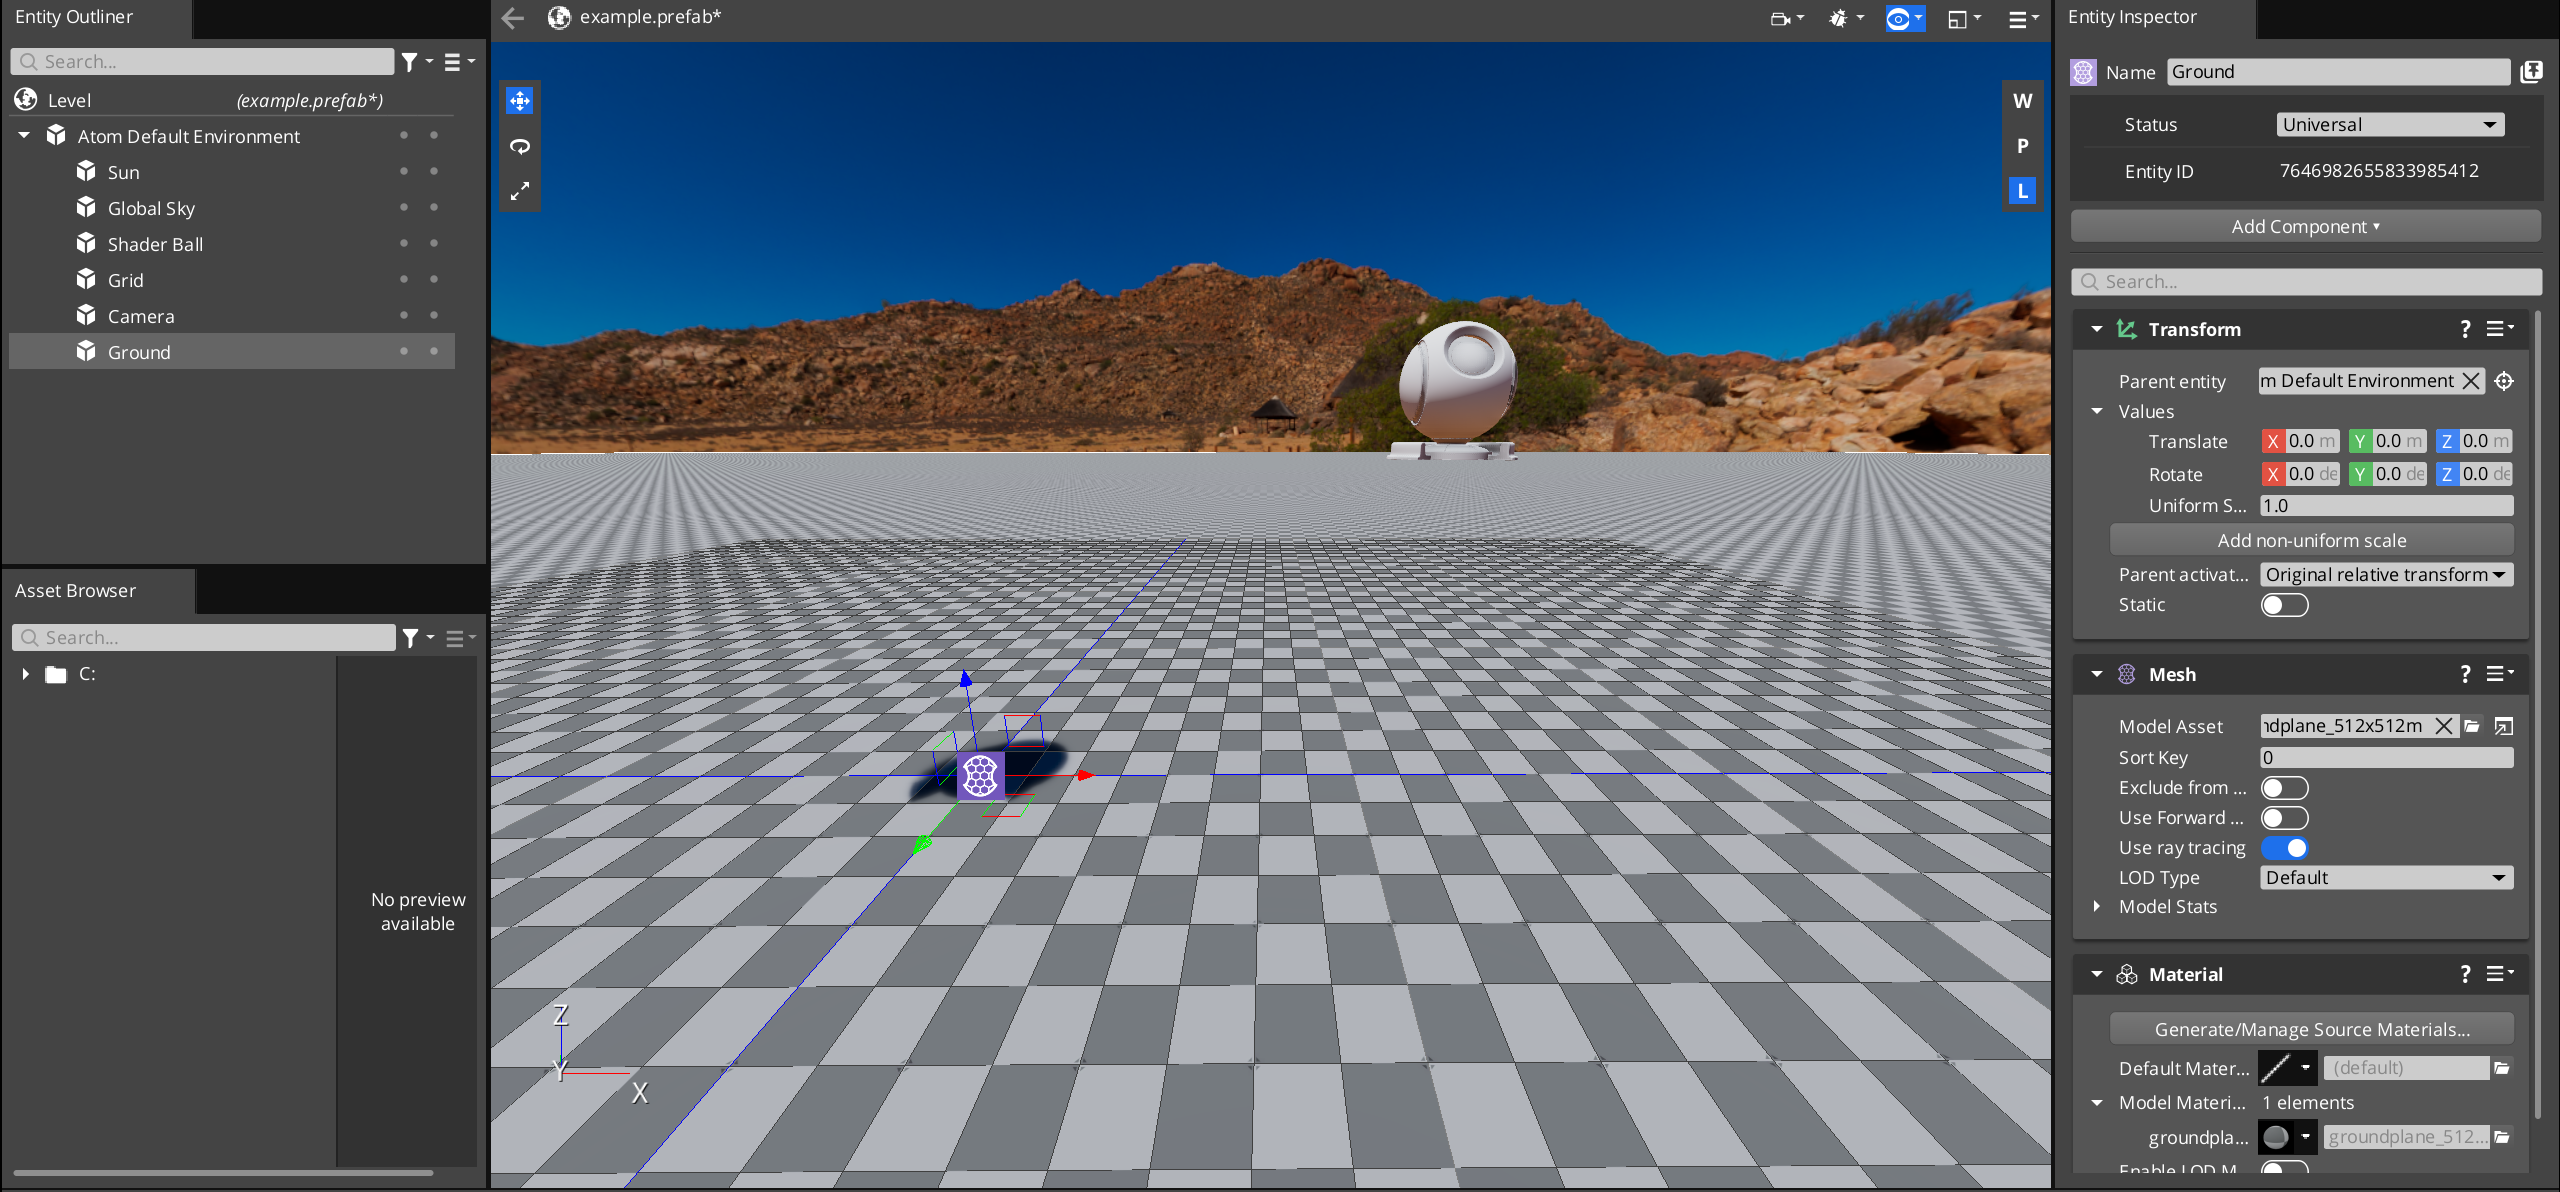 Entity Outliner
Search...
Level (example.prefab*)
Atom Default Environment
Sun
Global Sky
Shader Ball
Grid
Camera
Ground
Asset Browser
Search...
C:
No preview
available
example.prefab*
W
P
L
Z
Y
X
Entity Inspector
Name Ground
Status Universal
Entity ID 7646982655833985412
Add Component
Search...
Transform ?
Parent entity m Default Environment
Values
Translate X 0.0 m Y 0.0 m Z 0.0 m
Rotate X 0.0 de Y 0.0 de Z 0.0 de
Uniform S... 1.0
Add non-uniform scale
Parent activat... Original relative transform
Static
Mesh ?
Model Asset ndplane_512x512m
Sort Key 0
Exclude from ...
Use Forward ...
Use ray tracing
LOD Type Default
Model Stats
Material ?
Generate/Manage Source Materials...
Default Mater... (default)
Model Materi... 1 elements
groundpla... groundplane_512...
Enable LOD M...